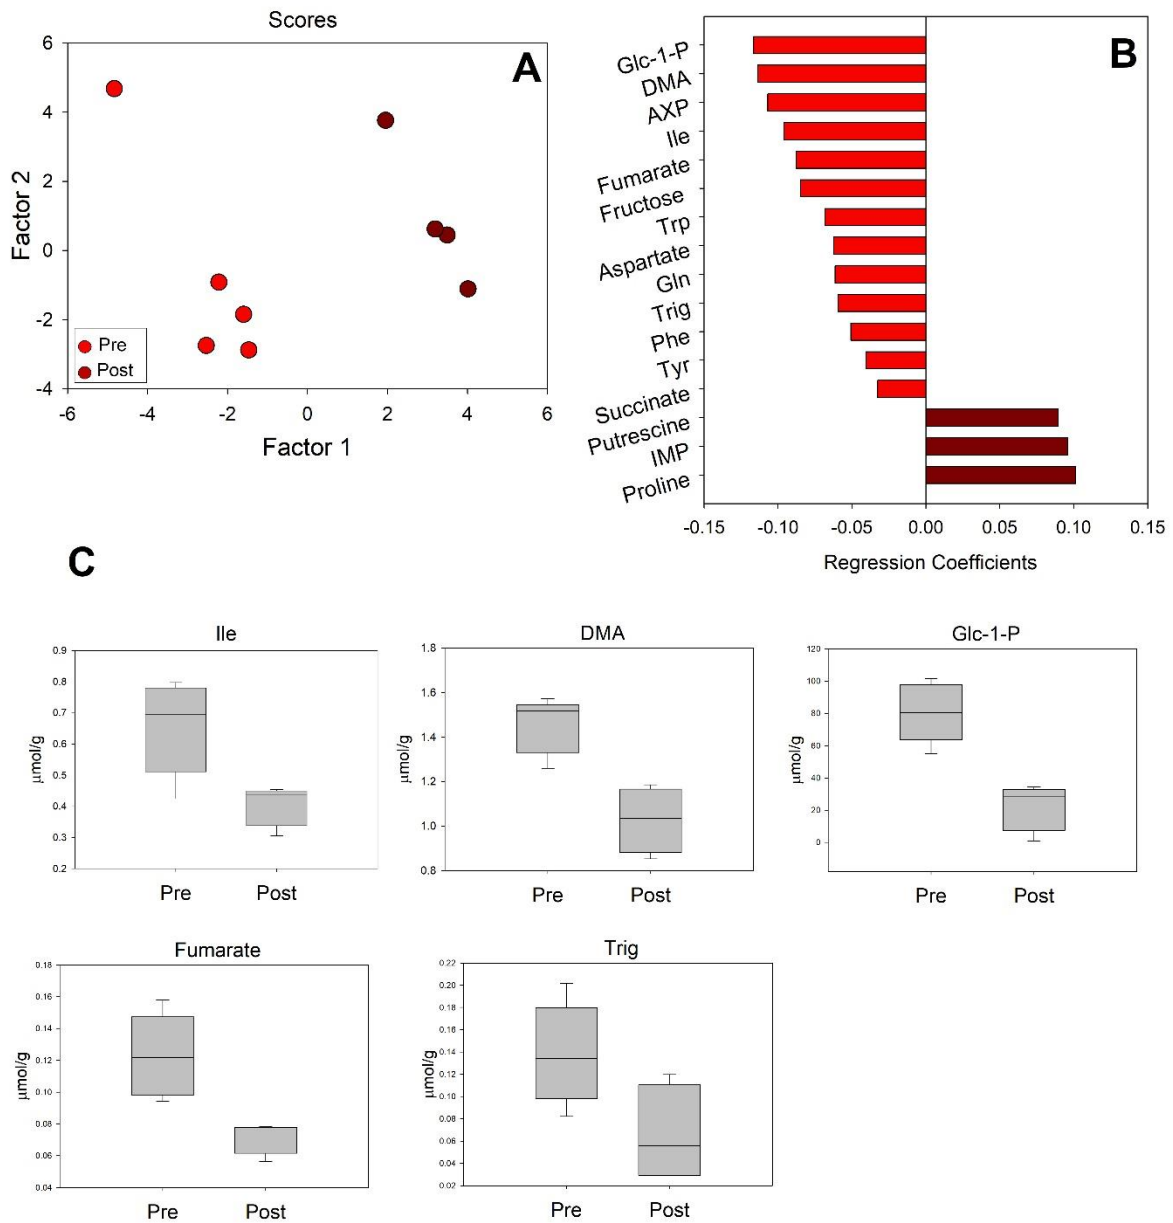 Scores
A
6
4
2
0
-2
-4
Factor 2
Pre
Post
-6 -4 -2 0 2 4 6
Factor 1
B
Glc-1-P
DMA
AXP
Ile
Fumarate
Fructose
Trp
Aspartate
Gln
Trig
Phe
Tyr
Succinate
Putrescine
IMP
Proline
-0.15 -0.10 -0.05 0.00 0.05 0.10 0.15
Regression Coefficients
C
Ile
0.9
0.8
0.7
0.6
0.5
0.4
0.3
0.2
μmol/g
Pre Post
DMA
1.8
1.6
1.4
1.2
1.0
0.8
μmol/g
Pre Post
Glc-1-P
120
100
80
60
40
20
0
μmol/g
Pre Post
Fumarate
0.18
0.16
0.14
0.12
0.10
0.08
0.06
0.04
μmol/g
Pre Post
Trig
0.22
0.20
0.18
0.16
0.14
0.12
0.10
0.08
0.06
0.04
0.02
μmol/g
Pre Post